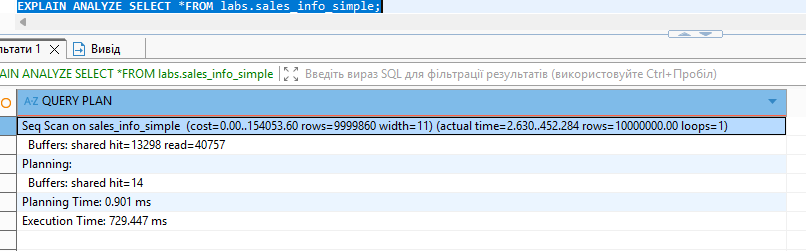 EXPLAIN ANALYZE SELECT *FROM labs.sales_info_simple;
льтати 1 Вивід
AIN ANALYZE SELECT *FROM labs.sales_info_simple Введіть вираз SQL для фільтрації результатів (використовуйте Ctrl+Пробіл)
A-Z QUERY PLAN
Seq Scan on sales_info_simple (cost=0.00..154053.60 rows=9999860 width=11) (actual time=2.630..452.284 rows=10000000.00 loops=1)
Buffers: shared hit=13298 read=40757
Planning:
Buffers: shared hit=14
Planning Time: 0.901 ms
Execution Time: 729.447 ms